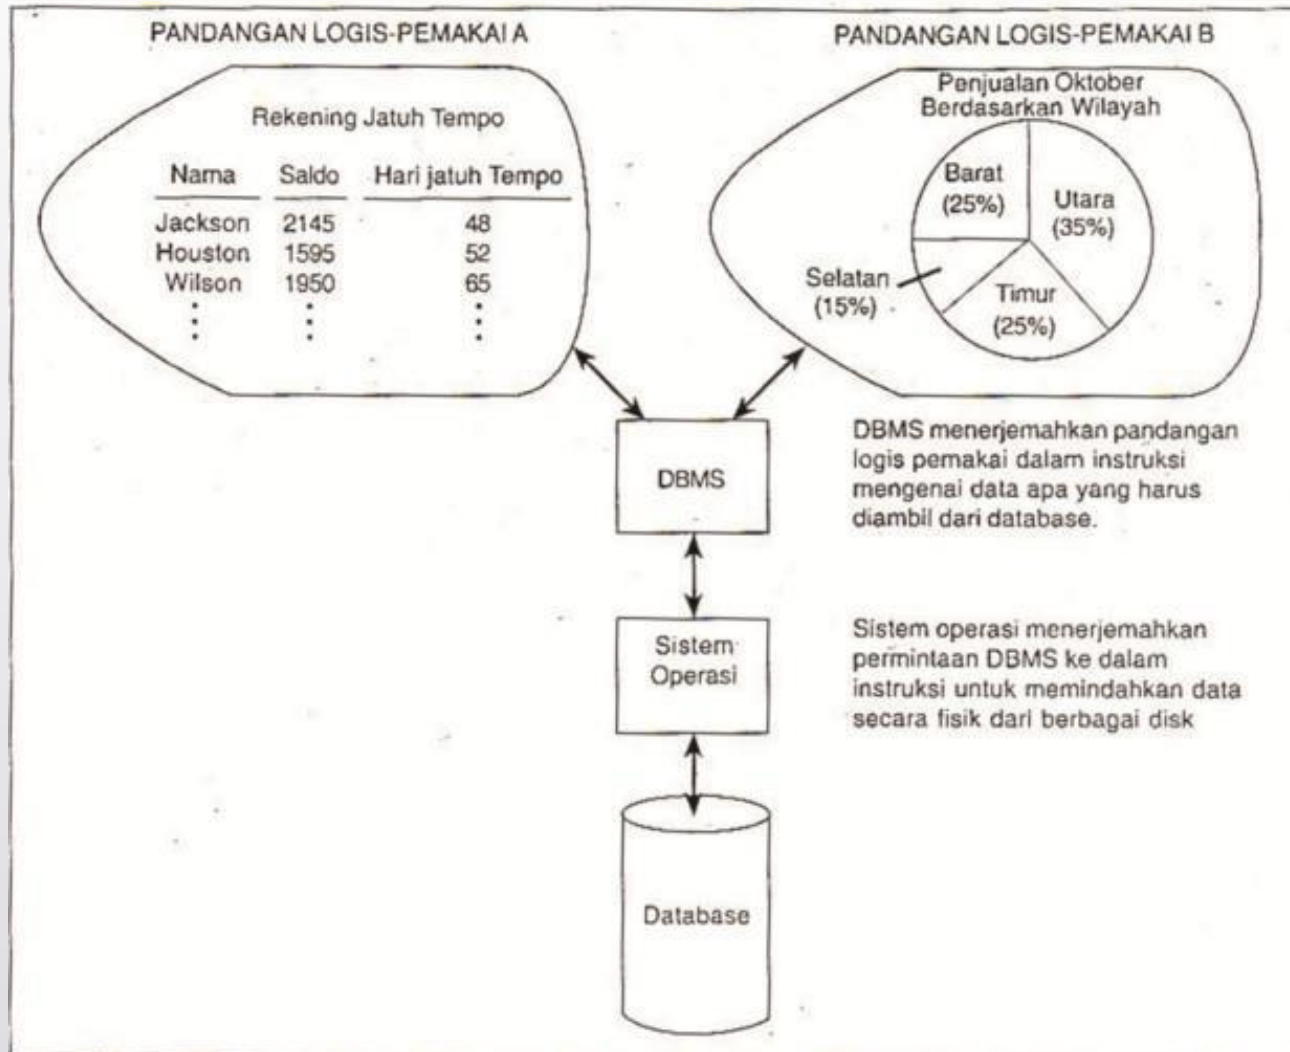 PANDANGAN LOGIS-PEMAKAI A
Rekening Jatuh Tempo
Nama Saldo Hari jatuh Tempo
Jackson 2145 48
Houston 1595 52
Wilson 1950 65
PANDANGAN LOGIS-PEMAKAI B
Penjualan Oktober
Berdasarkan Wilayah
Barat
(25%)
Utara
(35%)
Selatan
(15%)
Timur
(25%)
DBMS
DBMS menerjemahkan pandangan
logis pemakai dalam instruksi
mengenai data apa yang harus
diambil dari database.
Sistem
Operasi
Sistem operasi menerjemahkan
permintaan DBMS ke dalam
instruksi untuk memindahkan data
secara fisik dari berbagai disk
Database